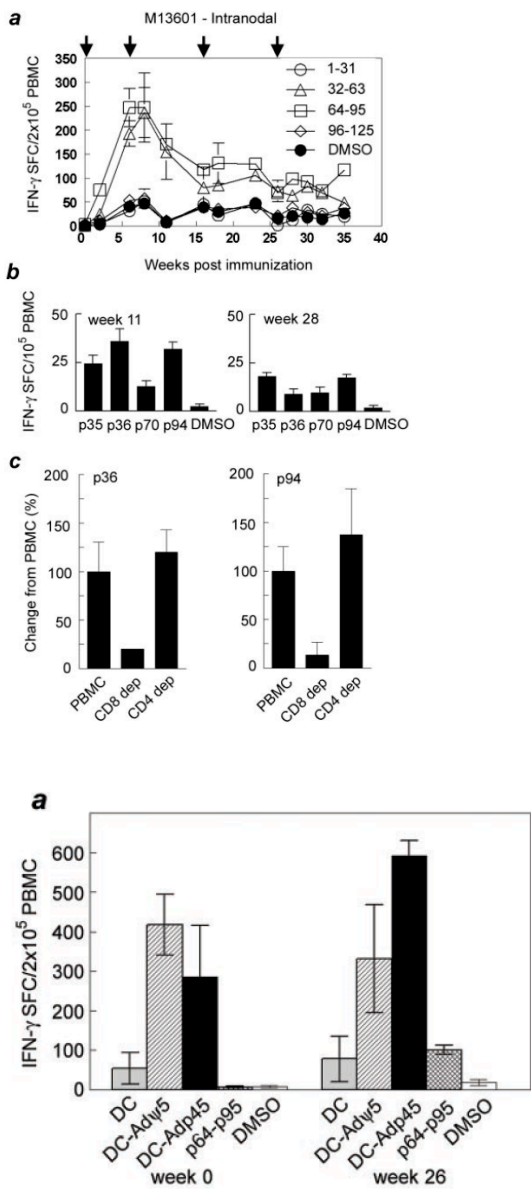 a
M13601 - Intranodal
IFN-γ SFC/2x10⁵ PBMC
350
300
250
200
150
100
50
0
1-31
32-63
64-95
96-125
DMSO
0 5 10 15 20 25 30 35 40
Weeks post immunization
b
IFN-γ SFC/10⁵ PBMC
50
25
0
week 11
p35 p36 p70 p94 DMSO
50
25
0
week 28
p35 p36 p70 p94 DMSO
c
Change from PBMC (%)
200
150
100
50
0
p36
PBMC
CD8 dep
CD4 dep
200
150
100
50
0
p94
PBMC
CD8 dep
CD4 dep
a
IFN-γ SFC/2x10⁵ PBMC
600
500
400
300
200
100
0
DC
DC-Adψ5
DC-Adp45
p64-p95
DMSO
week 0
DC
DC-Adψ5
DC-Adp45
p64-p95
DMSO
week 26